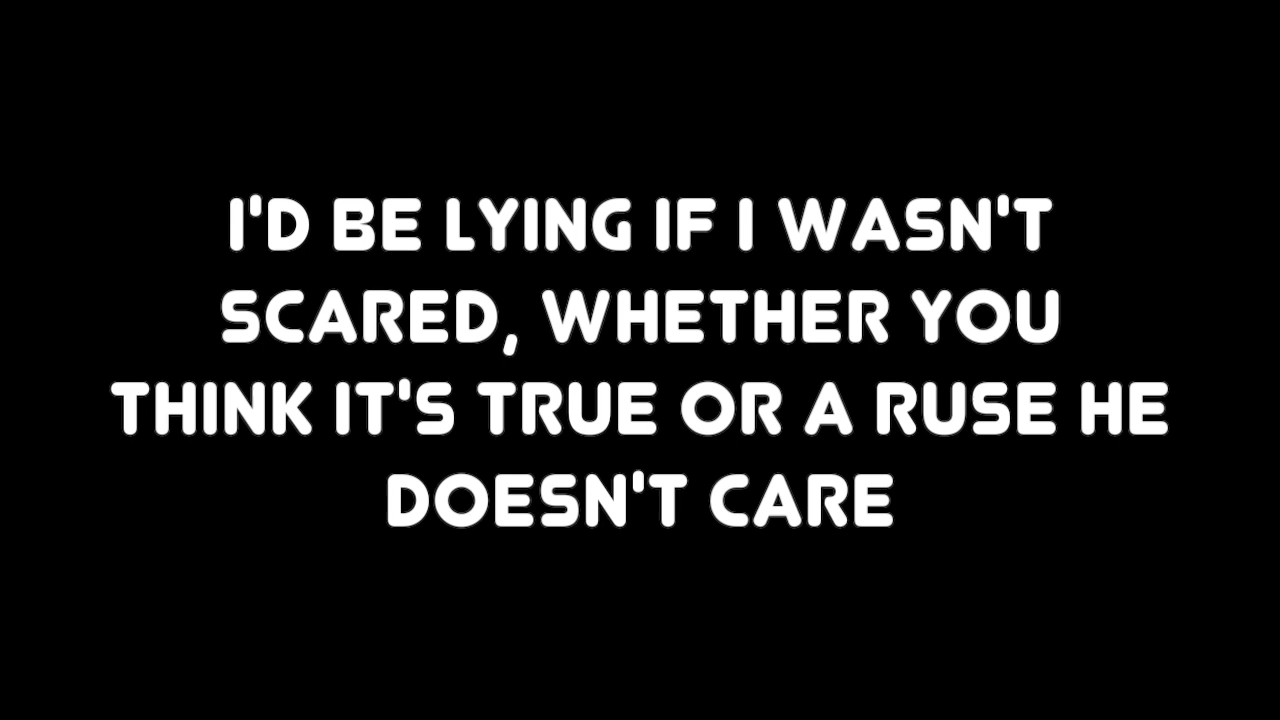 I'D BE LYING IF I WASN'T
SCARED, WHETHER YOU
THINK IT'S TRUE OR A RUSE HE
DOESN'T CARE